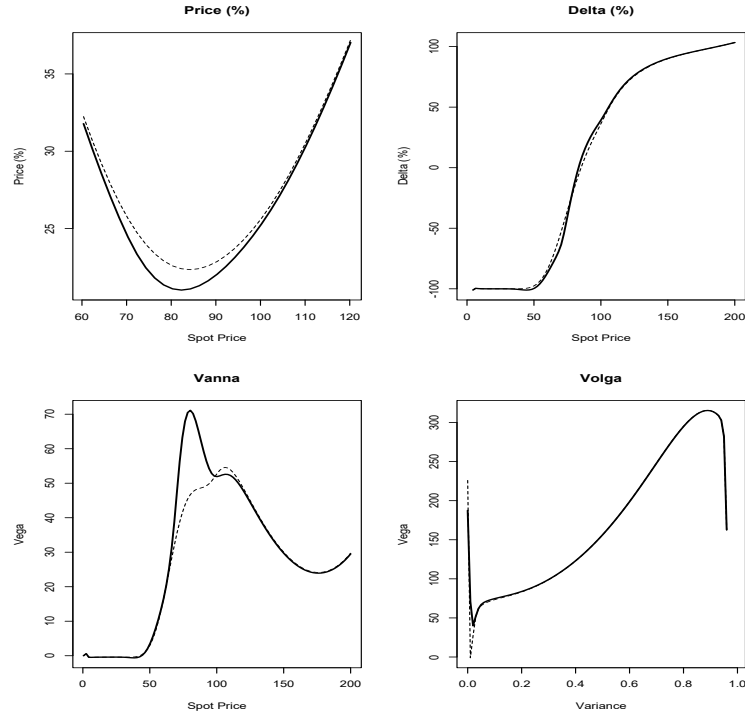 Price (%)
Price (%)
25 30 35
60 70 80 90 100 110 120
Spot Price
Delta (%)
Delta (%)
-100 -50 0 50 100
0 50 100 150 200
Spot Price
Vanna
Vega
0 10 20 30 40 50 60 70
0 50 100 150 200
Spot Price
Volga
Vega
0 50 100 150 200 250 300
0.0 0.2 0.4 0.6 0.8 1.0
Variance